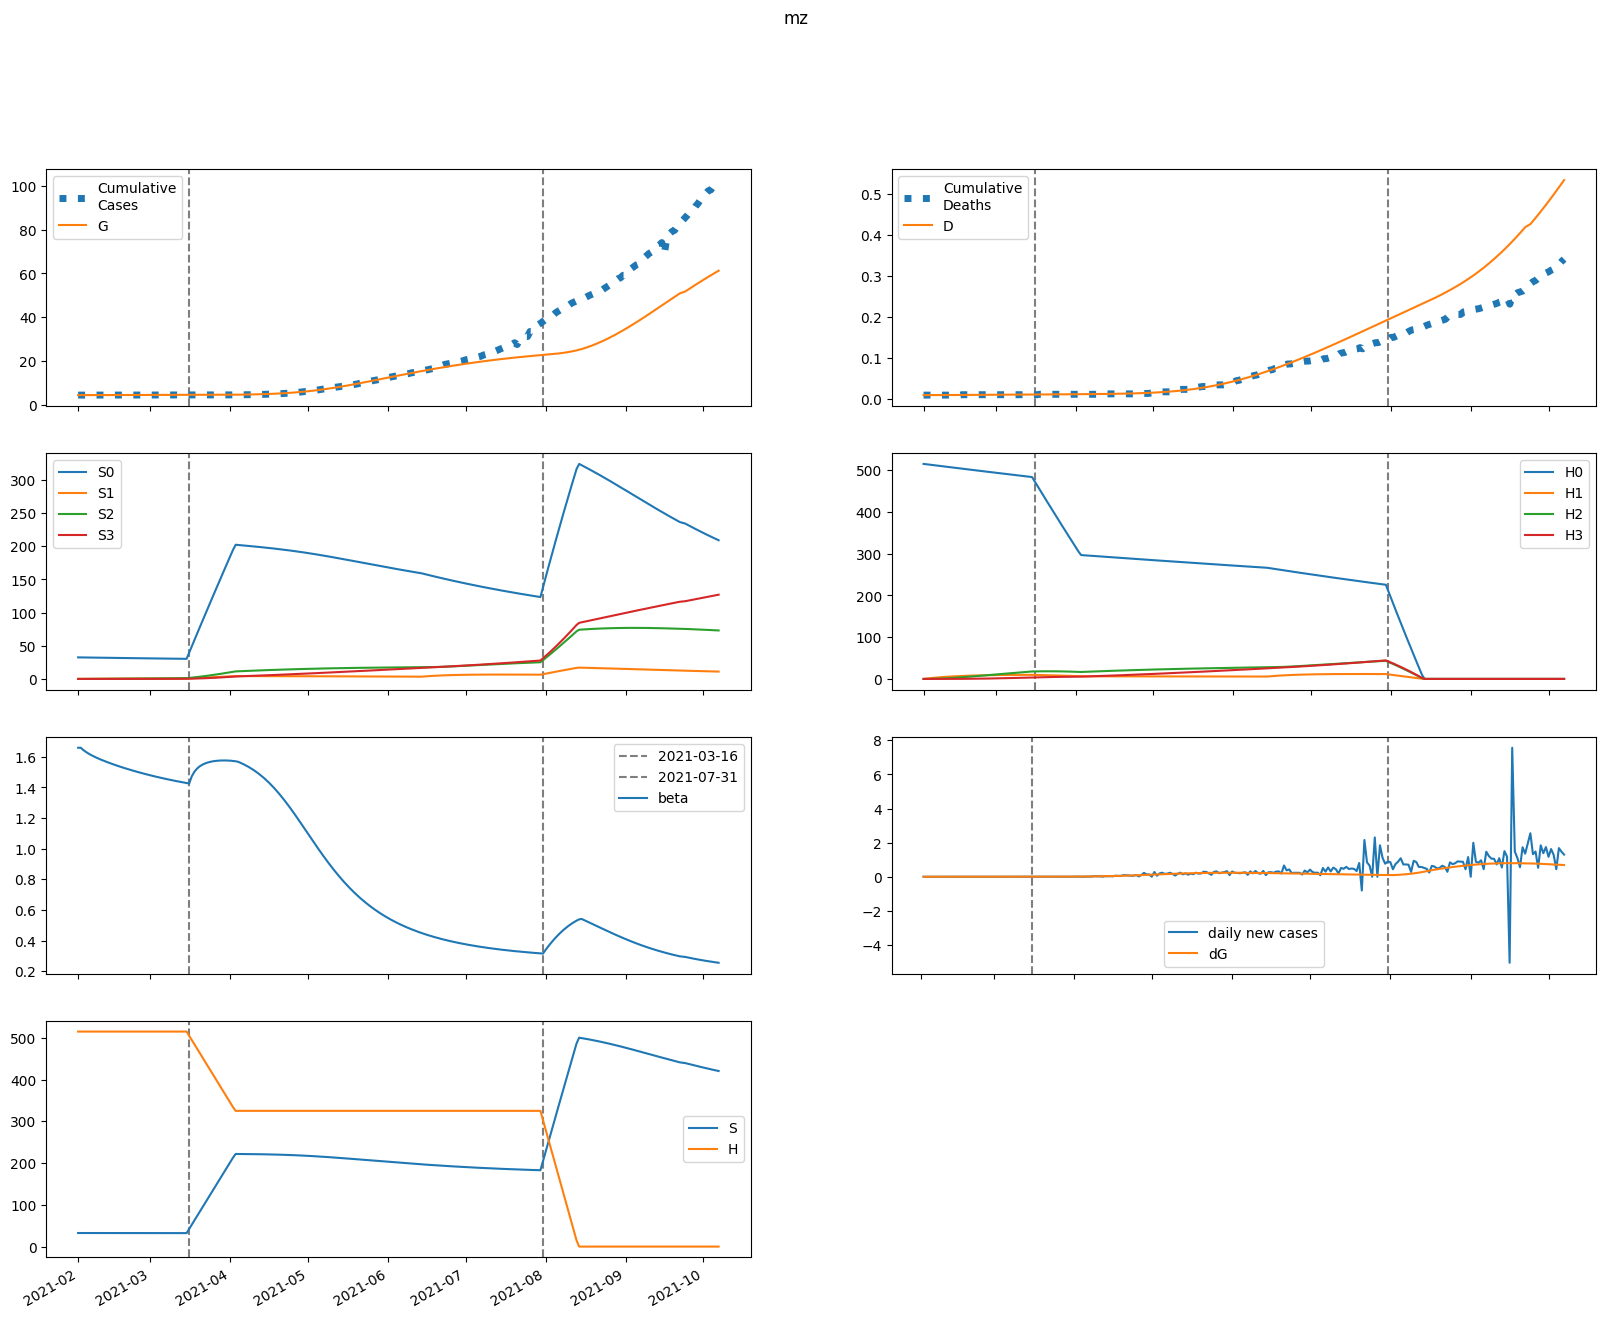 mz
Cumulative
Cases
G
0
20
40
60
80
100
Cumulative
Deaths
D
0.0
0.1
0.2
0.3
0.4
0.5
S0
S1
S2
S3
0
50
100
150
200
250
300
H0
H1
H2
H3
0
100
200
300
400
500
2021-03-16
2021-07-31
beta
0.2
0.4
0.6
0.8
1.0
1.2
1.4
1.6
daily new cases
dG
−4
−2
0
2
4
6
8
S
H
0
100
200
300
400
500
2021-02
2021-03
2021-04
2021-05
2021-06
2021-07
2021-08
2021-09
2021-10